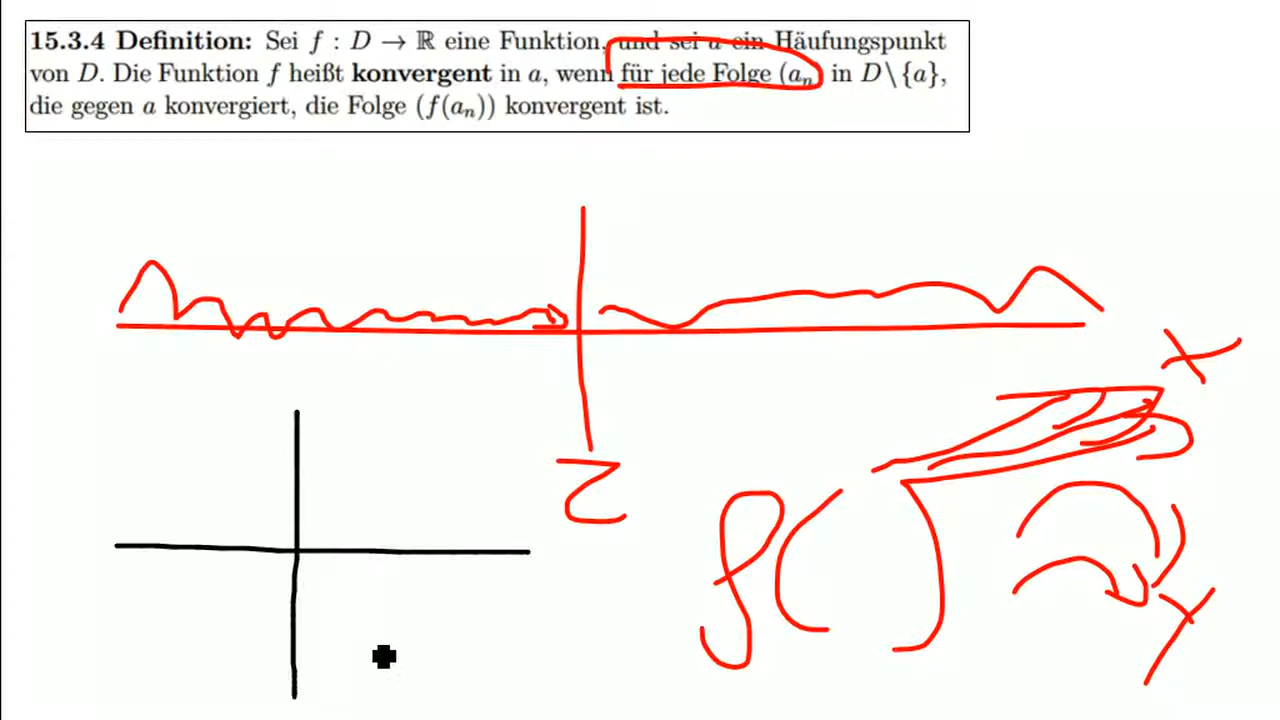 15.3.4 Definition: Sei f : D → ℝ eine Funktion, und sei a ein Häufungspunkt
von D. Die Funktion f heißt konvergent in a, wenn für jede Folge (aₙ) in D\{a},
die gegen a konvergiert, die Folge (f(aₙ)) konvergent ist.
X
Z
f( )
Y